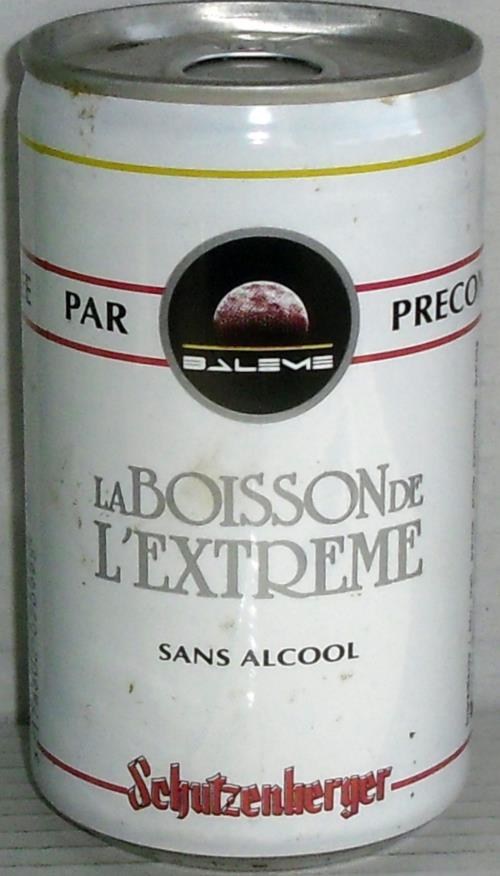 PAR PRECO
BALEME
LA BOISSON DE
L'EXTREME
SANS ALCOOL
Schutzenberger